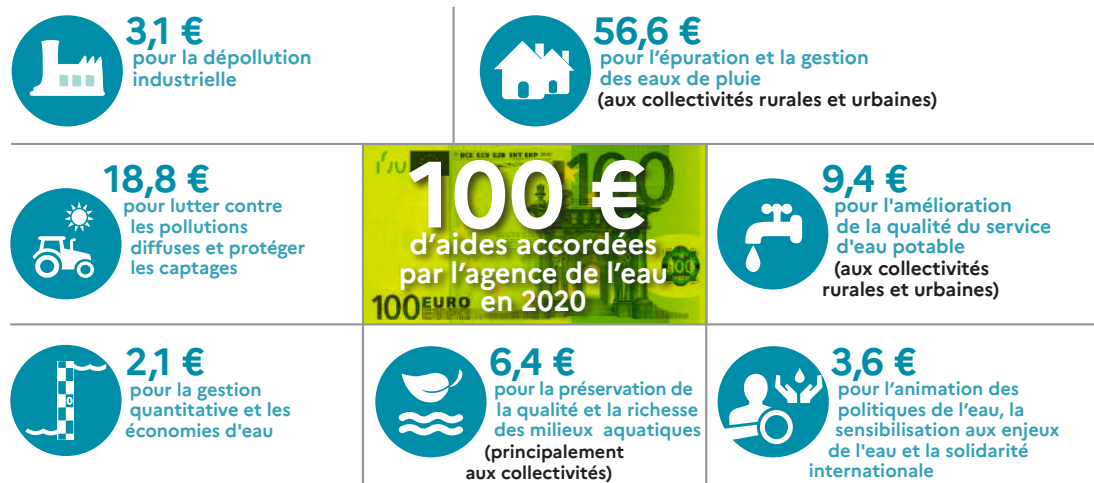 3,1 €
pour la dépollution
industrielle
56,6 €
pour l'épuration et la gestion
des eaux de pluie
(aux collectivités rurales et urbaines)
18,8 €
pour lutter contre
les pollutions
diffuses et protéger
les captages
100 €
d'aides accordées
par l'agence de l'eau
en 2020
100 EURO
100
100
9,4 €
pour l'amélioration
de la qualité du service
d'eau potable
(aux collectivités
rurales et urbaines)
2,1 €
pour la gestion
quantitative et les
économies d'eau
0
6,4 €
pour la préservation de
la qualité et la richesse
des milieux aquatiques
(principalement
aux collectivités)
3,6 €
pour l'animation des
politiques de l'eau, la
sensibilisation aux enjeux
de l'eau et la solidarité
internationale